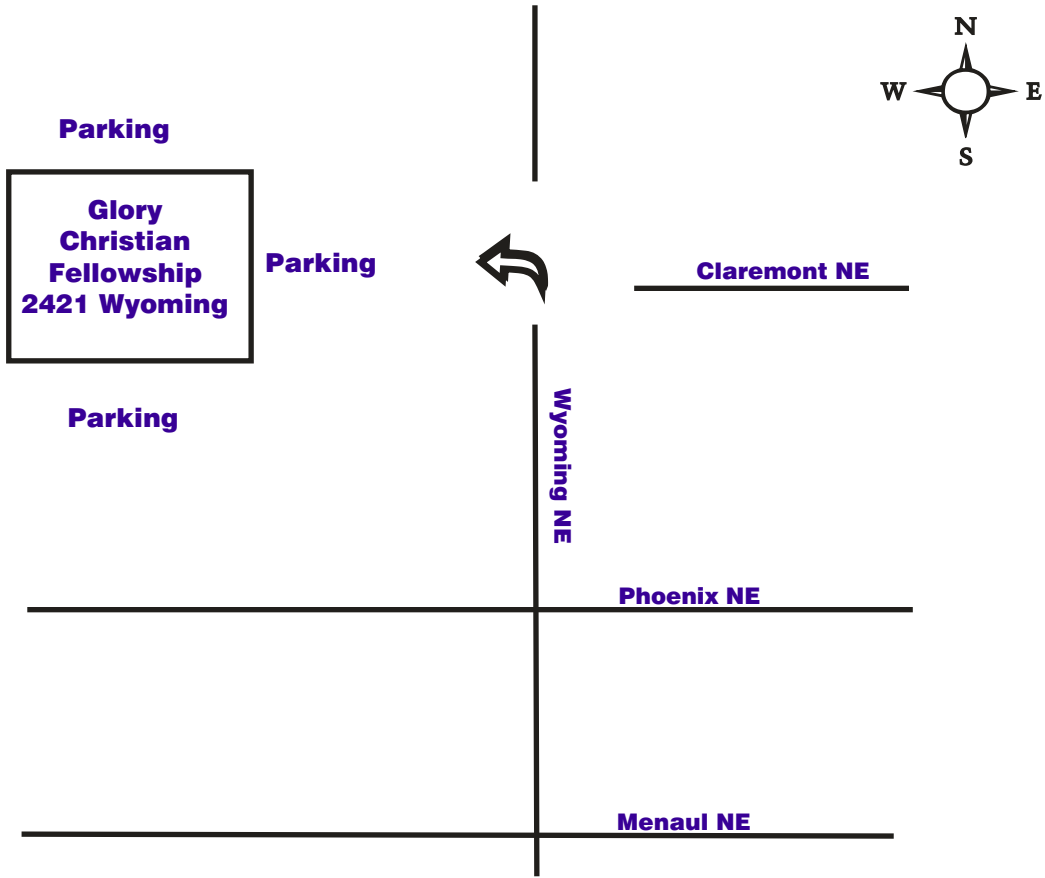 N
W
E
S
Parking
Glory
Christian
Fellowship
2421 Wyoming
Parking
Claremont NE
Parking
Wyoming NE
Phoenix NE
Menaul NE